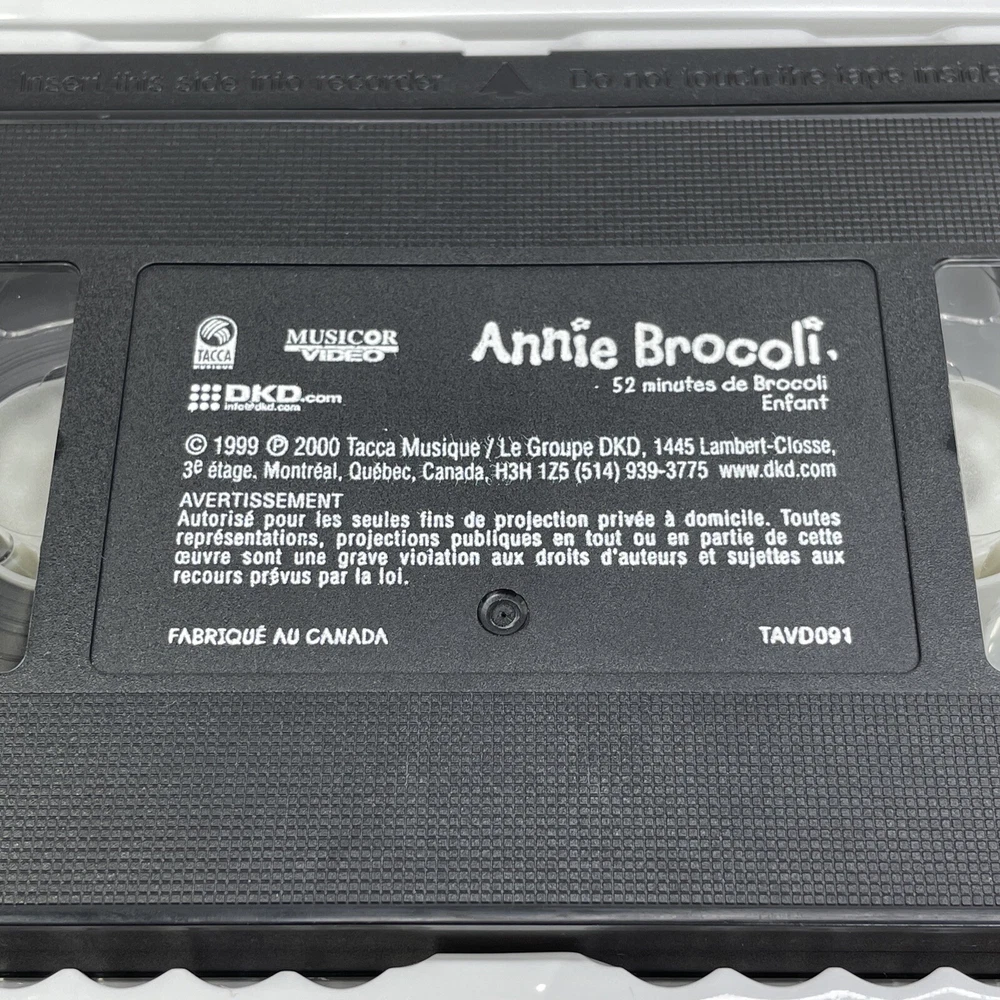 Insert this side into recorder
Do not touch the tape inside
TACCA
MUSIQUE
MUSICOR
VIDEO
DKD.com
info@dkd.com
Annie Brocoli.
52 minutes de Brocoli
Enfant
© 1999 ℗ 2000 Tacca Musique / Le Groupe DKD, 1445 Lambert-Closse,
3e étage. Montréal, Québec, Canada, H3H 1Z5 (514) 939-3775 www.dkd.com
AVERTISSEMENT
Autorisé pour les seules fins de projection privée à domicile. Toutes
représentations, projections publiques en tout ou en partie de cette
œuvre sont une grave violation aux droits d'auteurs et sujettes aux
recours prévus par la loi.
FABRIQUÉ AU CANADA
TAVD091